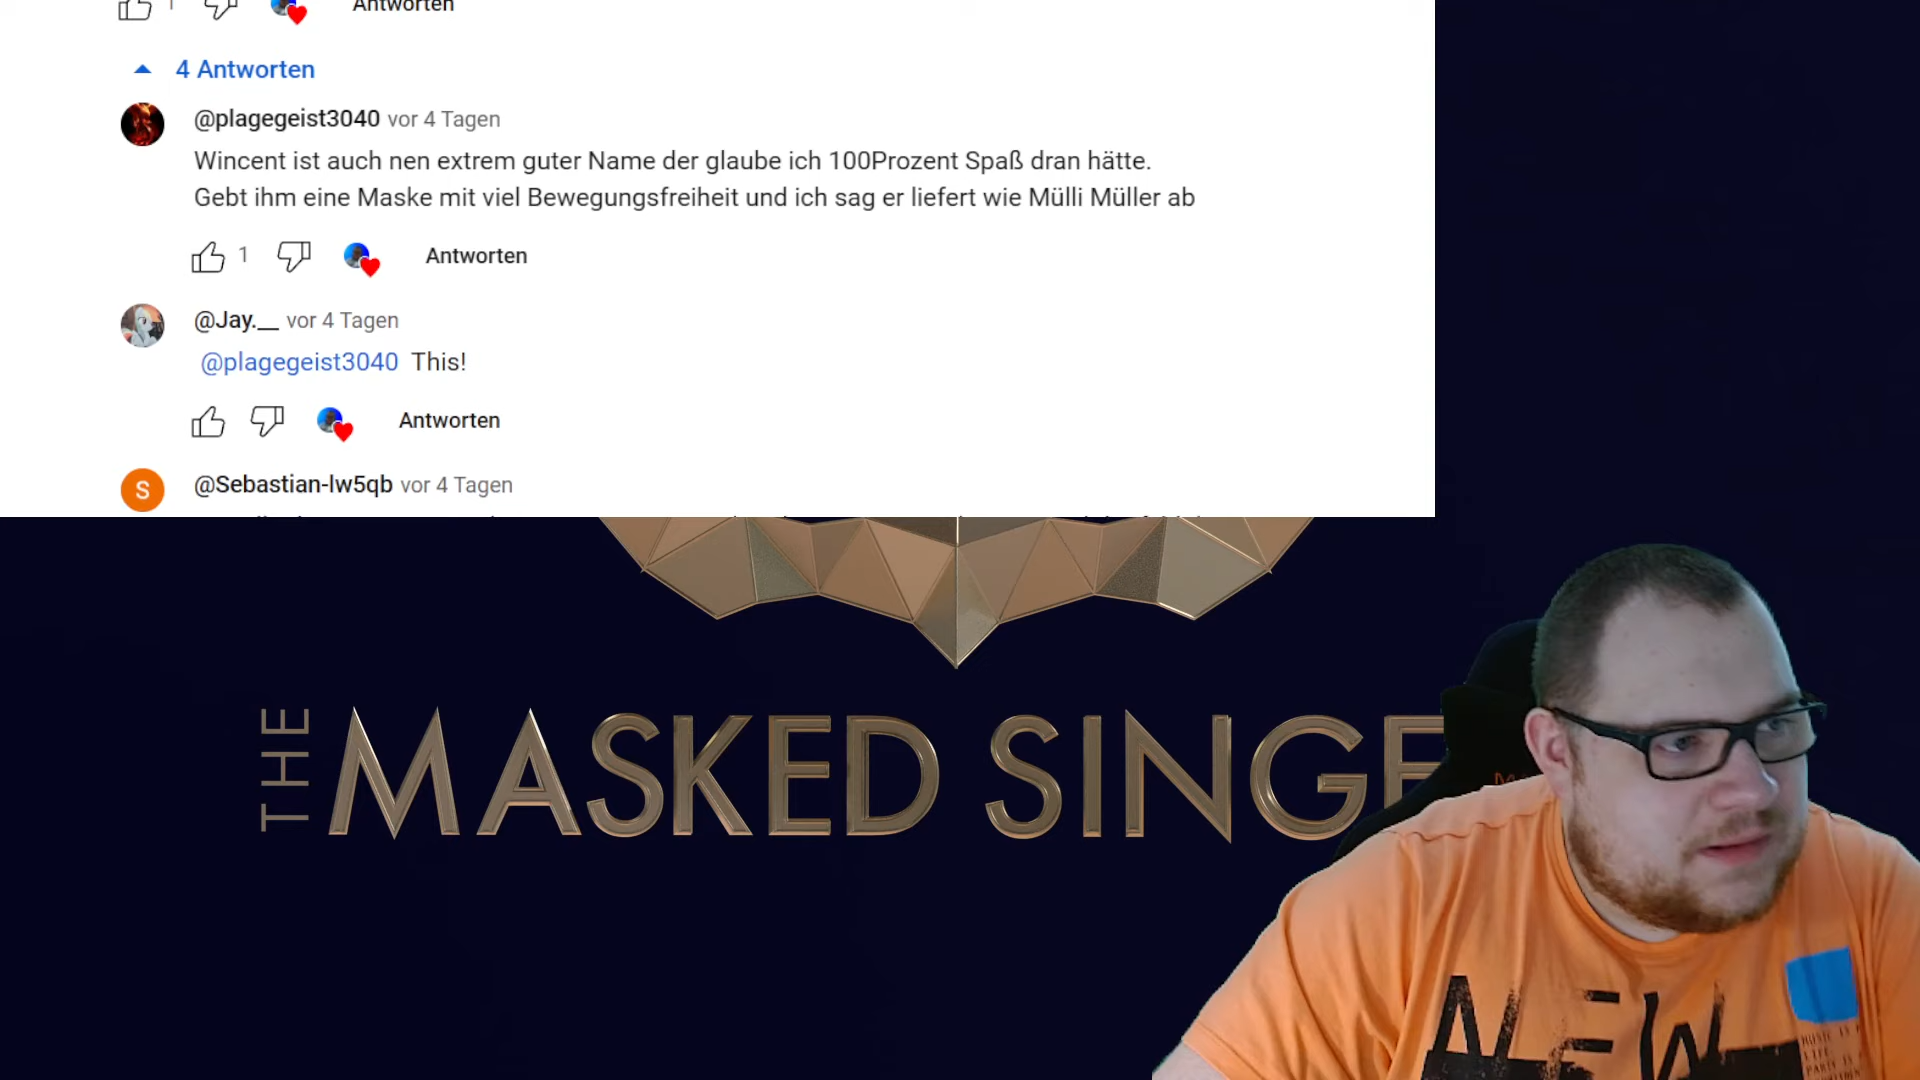 Antworten
4 Antworten
@plagegeist3040 vor 4 Tagen
Wincent ist auch nen extrem guter Name der glaube ich 100Prozent Spaß dran hätte.
Gebt ihm eine Maske mit viel Bewegungsfreiheit und ich sag er liefert wie Mülli Müller ab
1
Antworten
@Jay.__ vor 4 Tagen
@plagegeist3040 This!
Antworten
S
@Sebastian-lw5qb vor 4 Tagen
THE MASKED SINGE
NEW